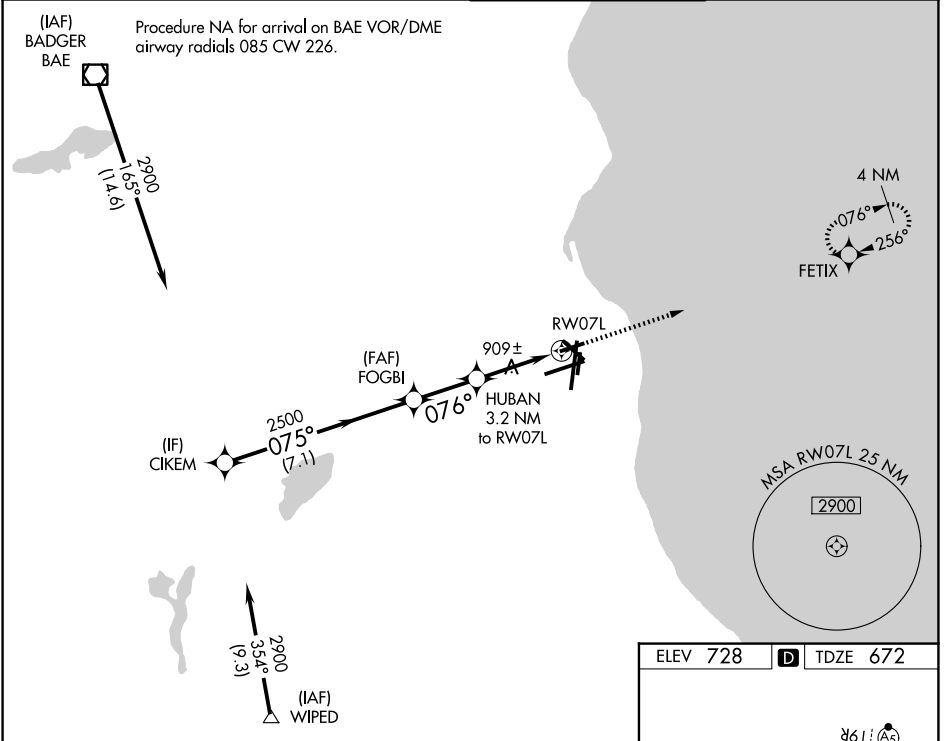 (IAF)
BADGER
BAE
Procedure NA for arrival on BAE VOR/DME
airway radials 085 CW 226.
2900
165°
(14.6)
4 NM
076°
256°
FETIX
RW07L
909±
(FAF)
FOGBI
076°
HUBAN
3.2 NM
to RW07L
2500
075°
(7.1)
(IF)
CIKEM
MSA RW07L 25 NM
2900
2900
354°
(9.3)
(IAF)
WIPED
ELEV 728 D TDZE 672
19R
A5